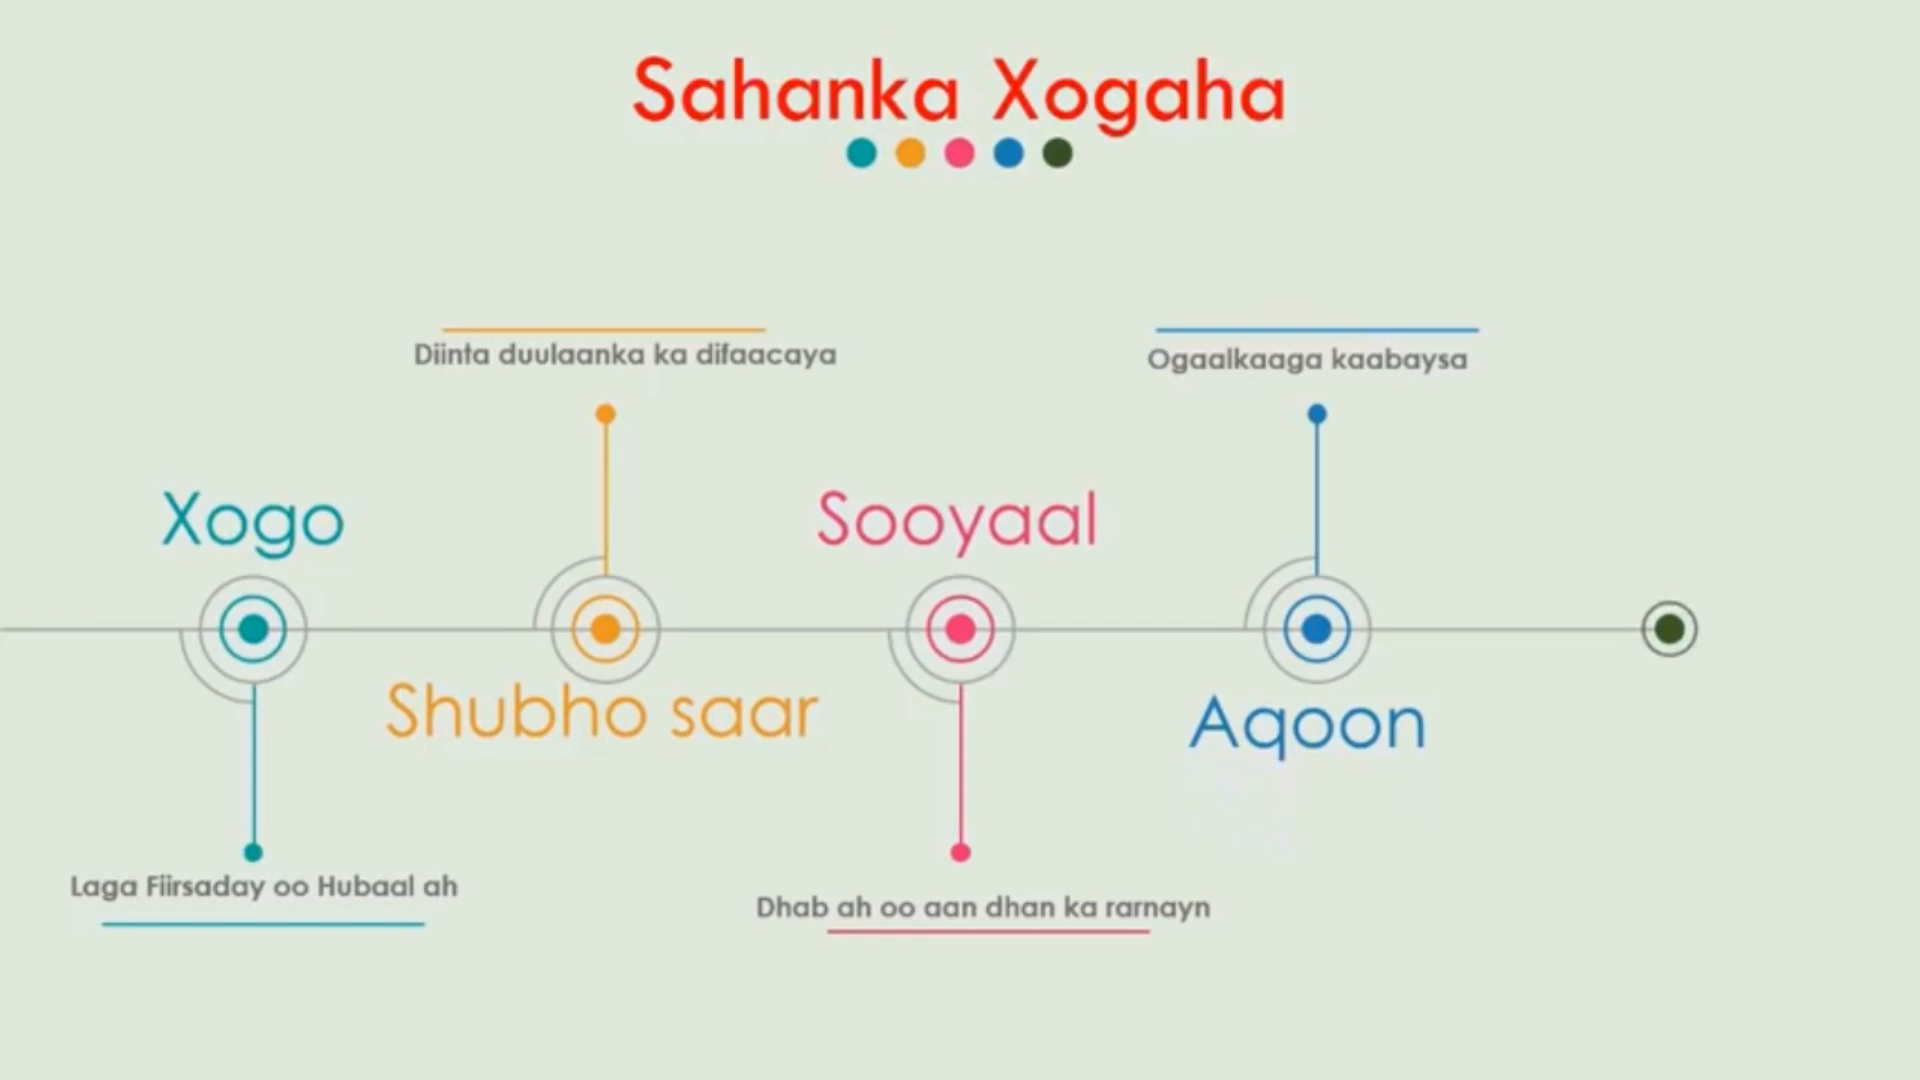 Sahanka Xogaha
Diinta duulaanka ka difaacaya
Ogaalkaaga kaabaysa
Xogo
Sooyaal
Shubho saar
Aqoon
Laga Fiirsaday oo Hubaal ah
Dhab ah oo aan dhan ka rarnayn